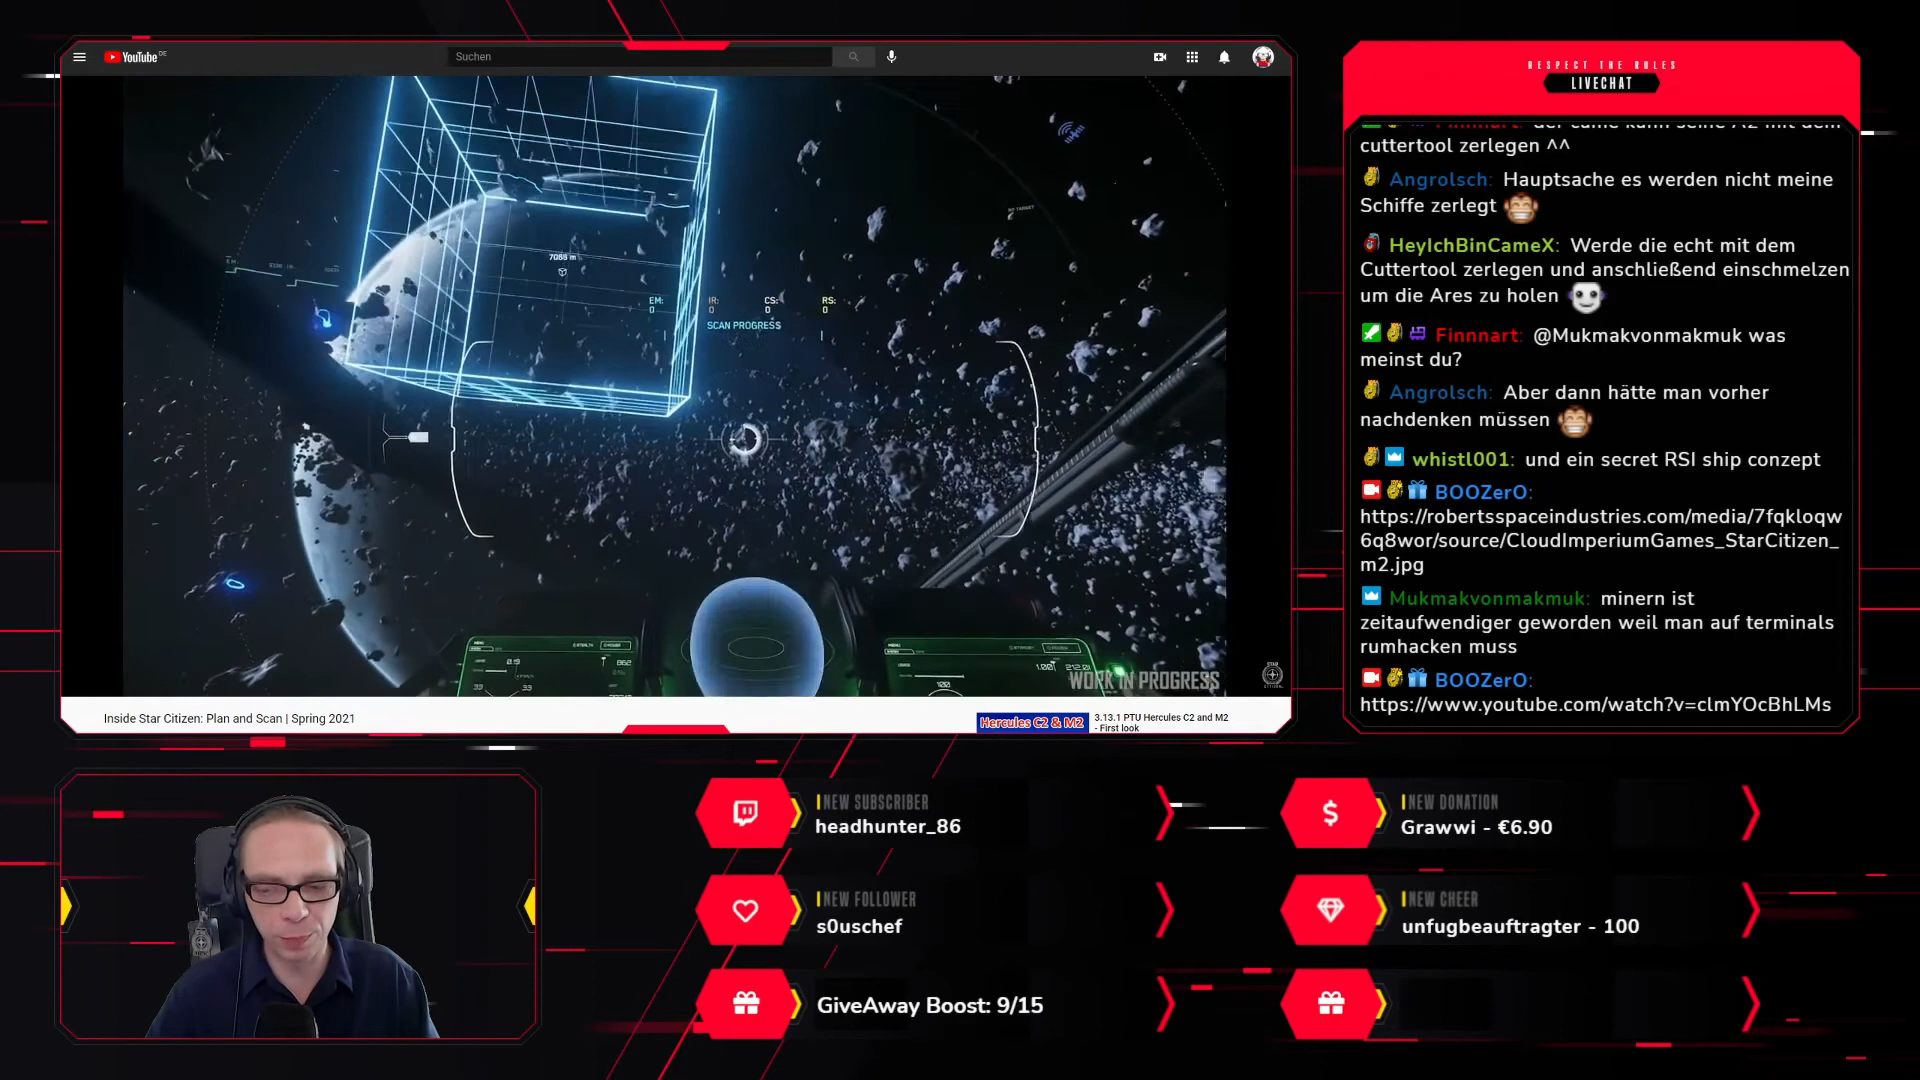 YouTube DE
Suchen
7088 m
EM: IR: CS: RS:
0 0 0 0
SCAN PROGRESS
WORK IN PROGRESS
Inside Star Citizen: Plan and Scan | Spring 2021
Hercules C2 & M2
3.13.1 PTU Hercules C2 and M2
- First look
RESPECT THE RULES
LIVECHAT
cuttertool zerlegen ^^
Angrolsch: Hauptsache es werden nicht meine
Schiffe zerlegt
HeyIchBinCameX: Werde die echt mit dem
Cuttertool zerlegen und anschließend einschmelzen
um die Ares zu holen
Finnnart: @Mukmakvonmakmuk was
meinst du?
Angrolsch: Aber dann hätte man vorher
nachdenken müssen
whistl001: und ein secret RSI ship conzept
BOOZerO:
https://robertsspaceindustries.com/media/7fqkloqw
6q8wor/source/CloudImperiumGames_StarCitizen_
m2.jpg
Mukmakvonmakmuk: minern ist
zeitaufwendiger geworden weil man auf terminals
rumhacken muss
BOOZerO:
https://www.youtube.com/watch?v=clmYOcBhLMs
NEW SUBSCRIBER
headhunter_86
NEW DONATION
Grawwi - €6.90
NEW FOLLOWER
s0uschef
NEW CHEER
unfugbeauftragter - 100
GiveAway Boost: 9/15